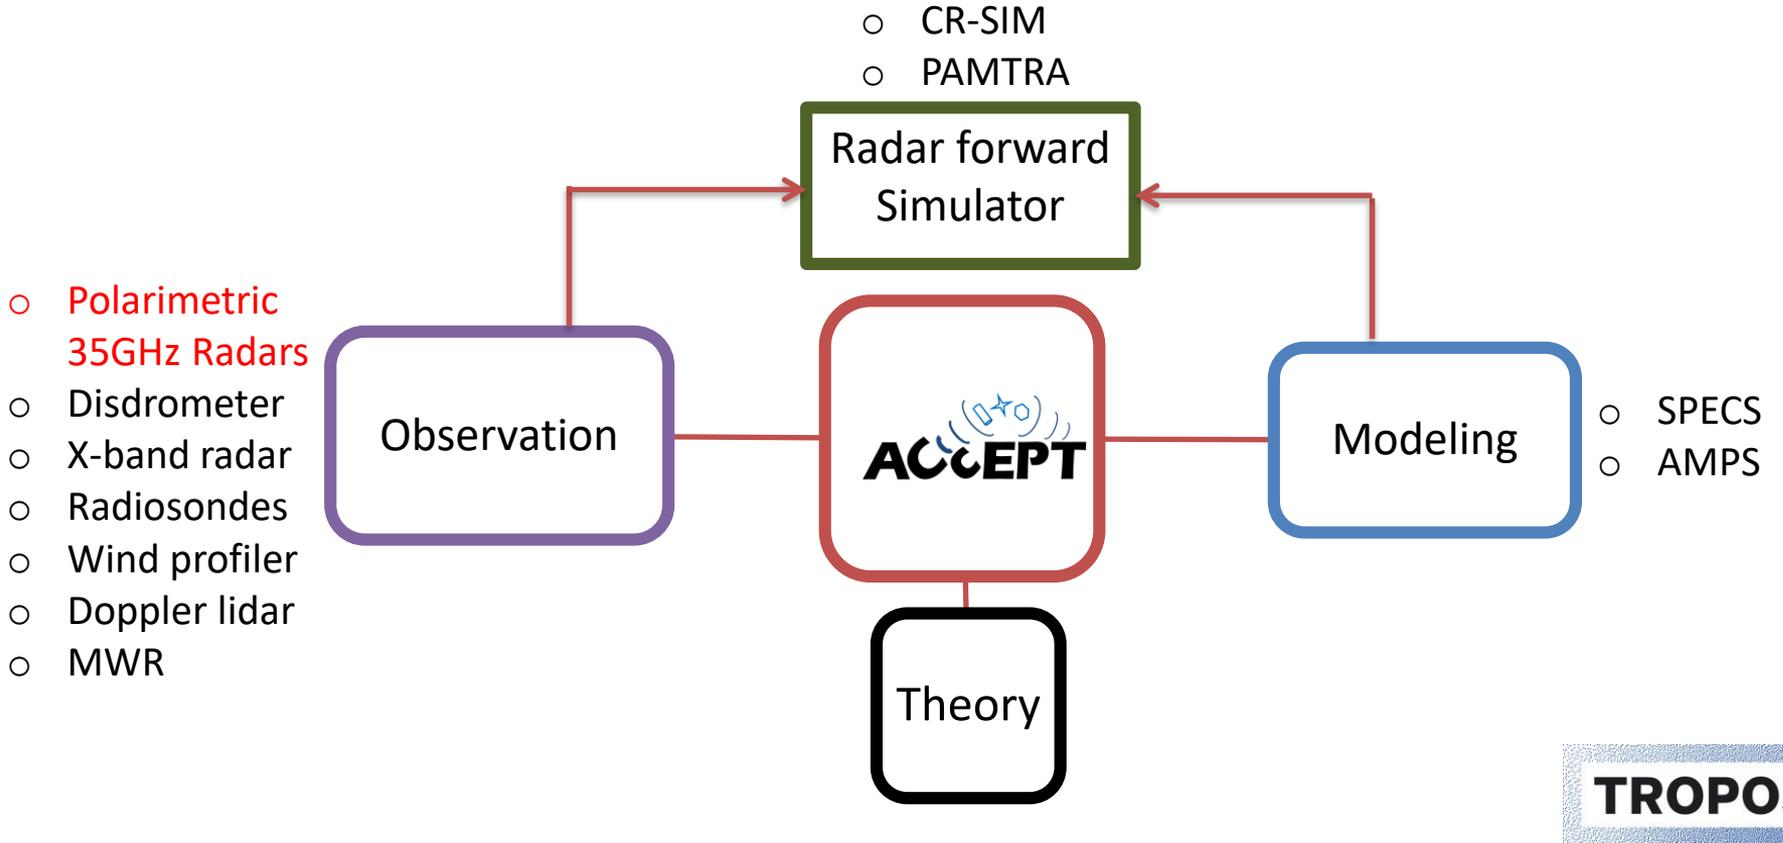 CR-SIM
PAMTRA
Radar forward
Simulator
Polarimetric
35GHz Radars
Disdrometer
X-band radar
Radiosondes
Wind profiler
Doppler lidar
MWR
Observation
ACCEPT
Modeling
SPECS
AMPS
Theory
TROPOS